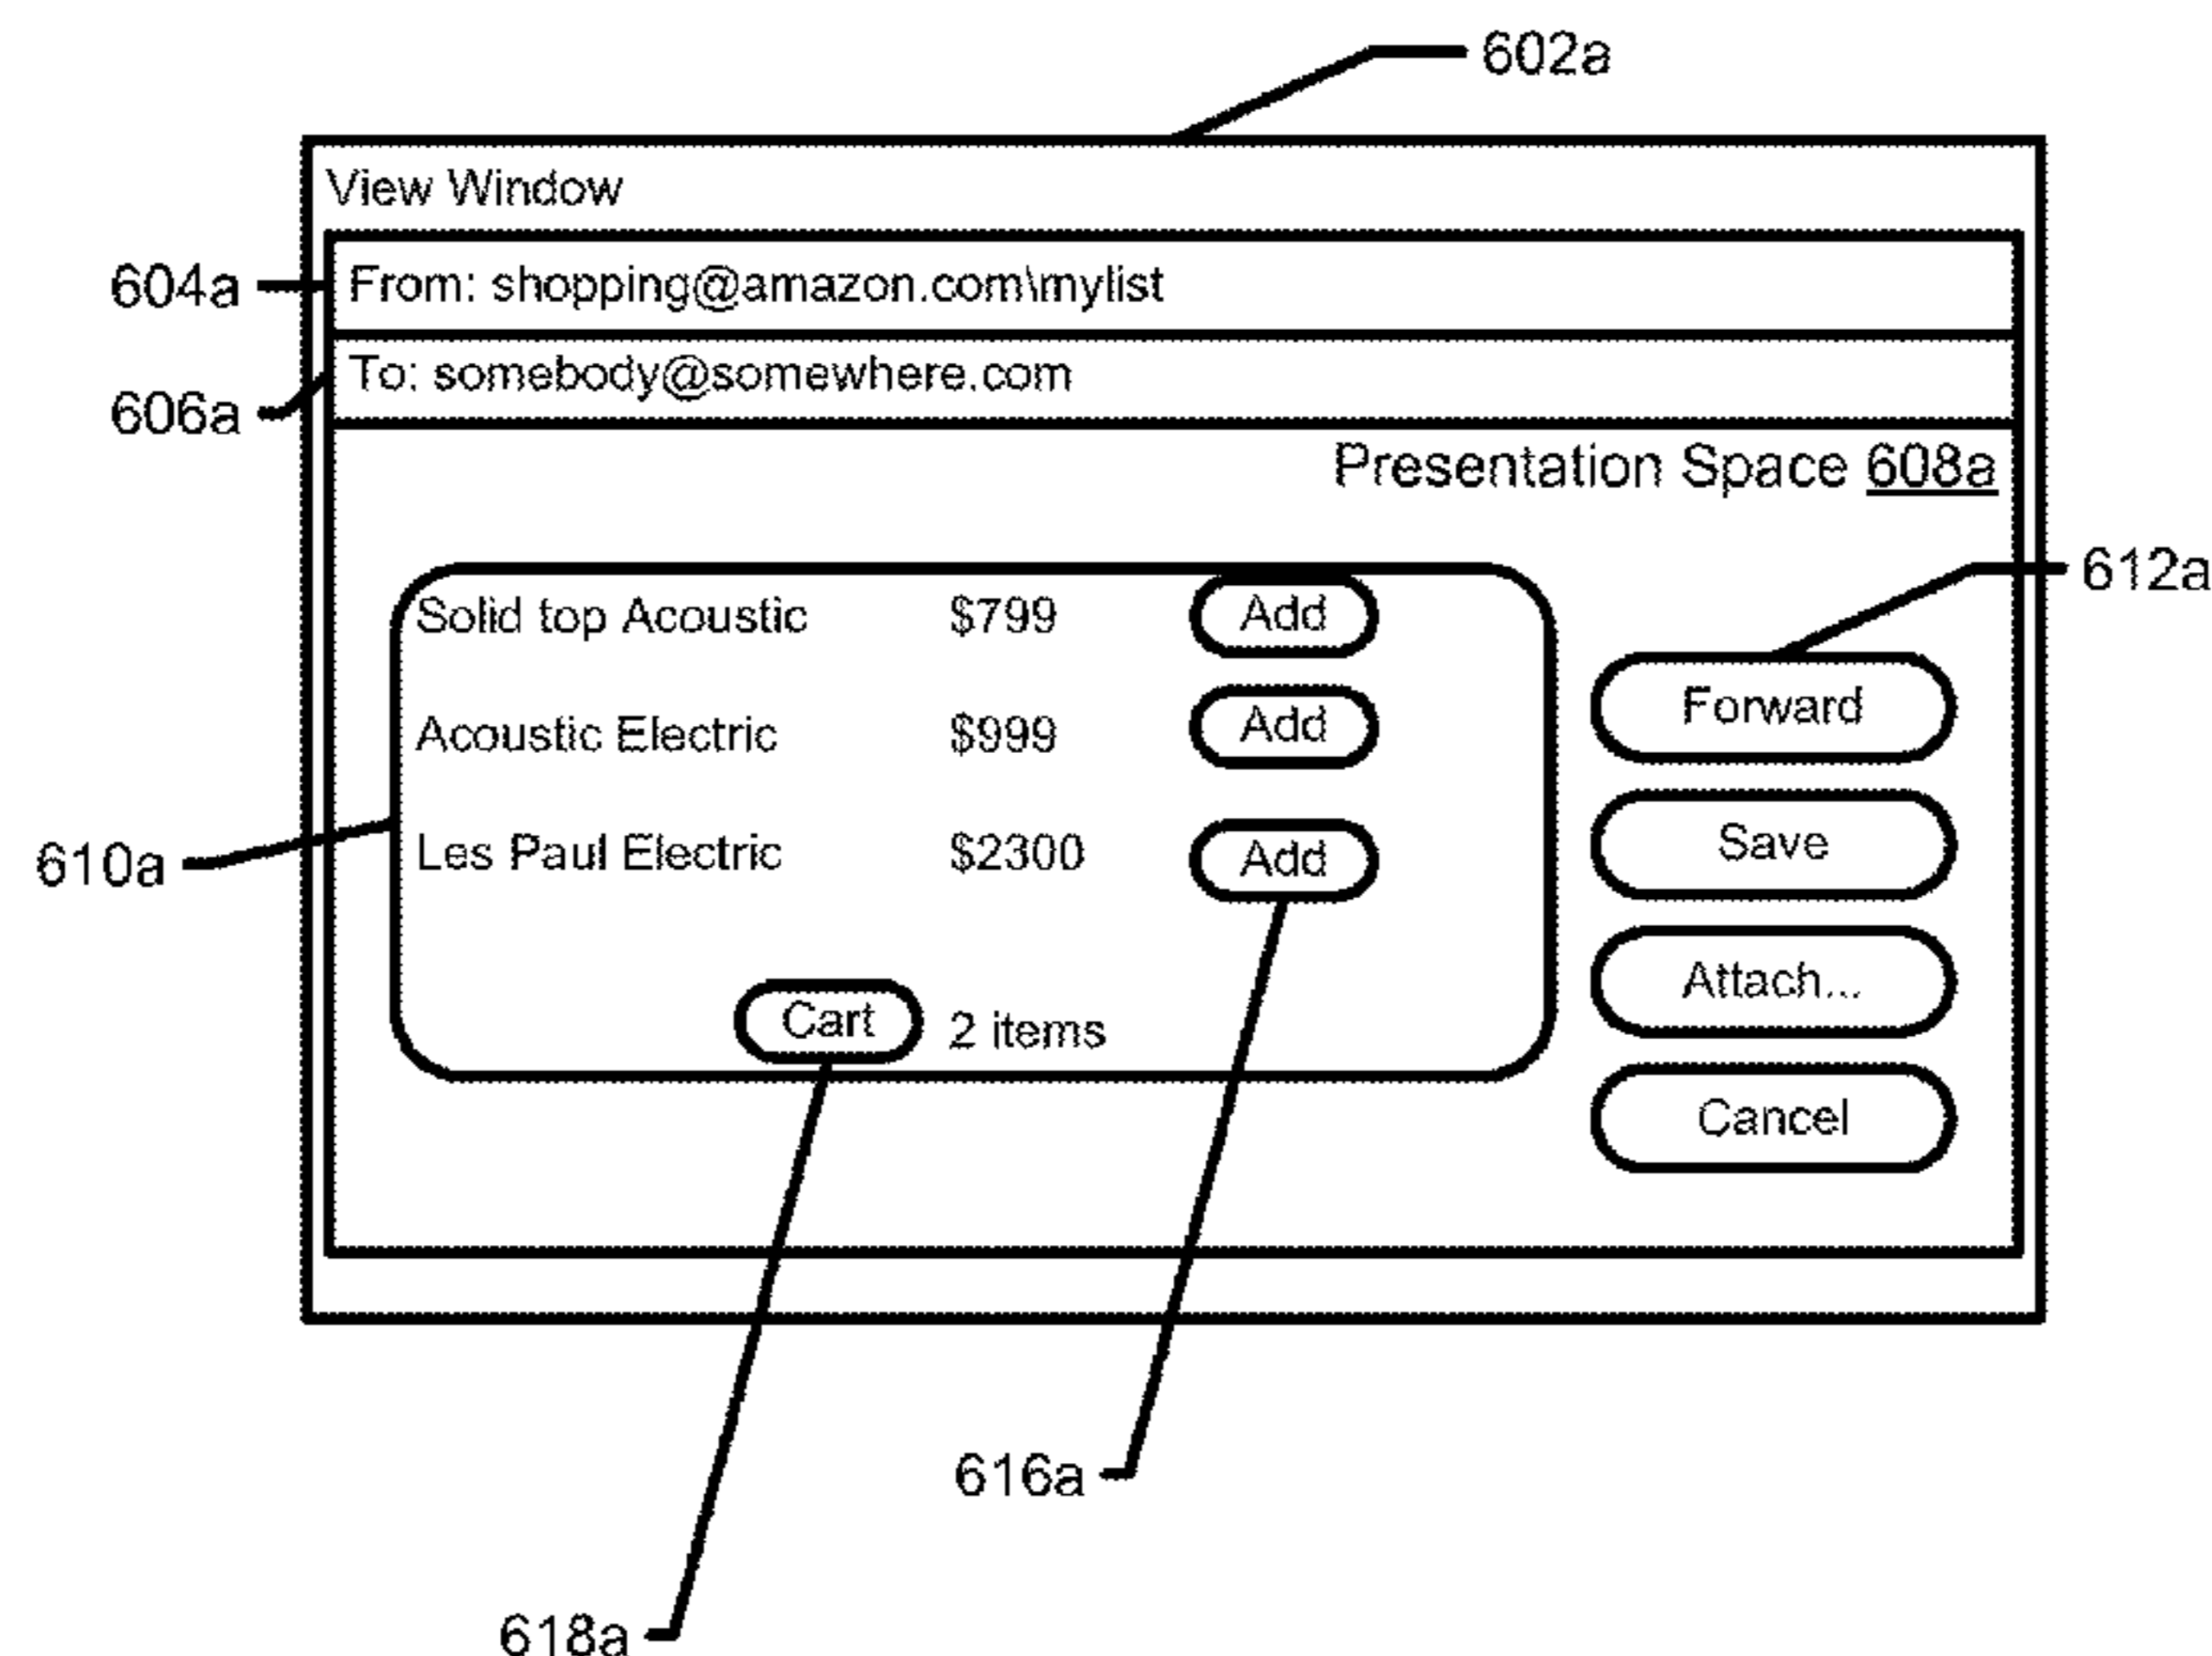 602a
View Window
604a
From: shopping@amazon.com\mylist
606a
To: somebody@somewhere.com
Presentation Space 608a
612a
Solid top Acoustic $799 Add
Forward
Acoustic Electric $999 Add
610a
Les Paul Electric $2300 Add
Save
Attach...
Cart 2 items
Cancel
616a
618a